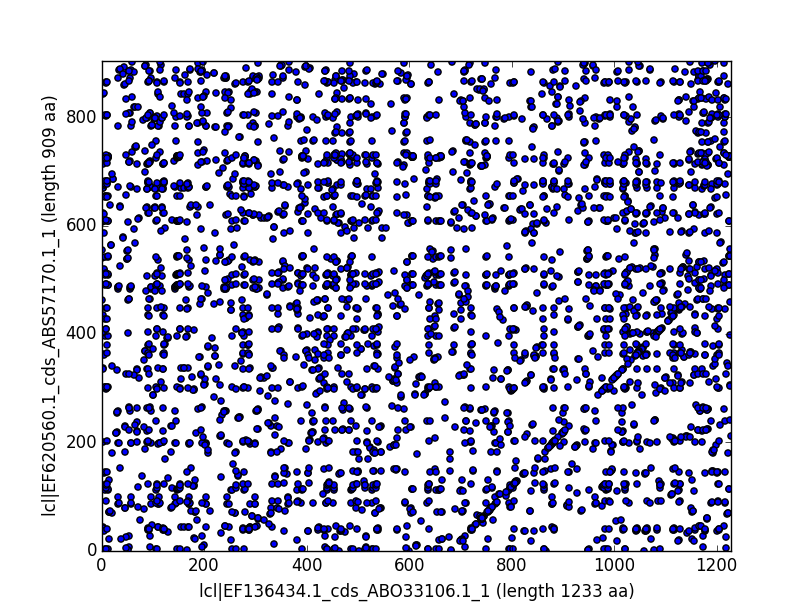 800
600
400
200
0
0 200 400 600 800 1000 1200
lcl|EF620560.1_cds_ABS57170.1_1 (length 909 aa)
lcl|EF136434.1_cds_ABO33106.1_1 (length 1233 aa)